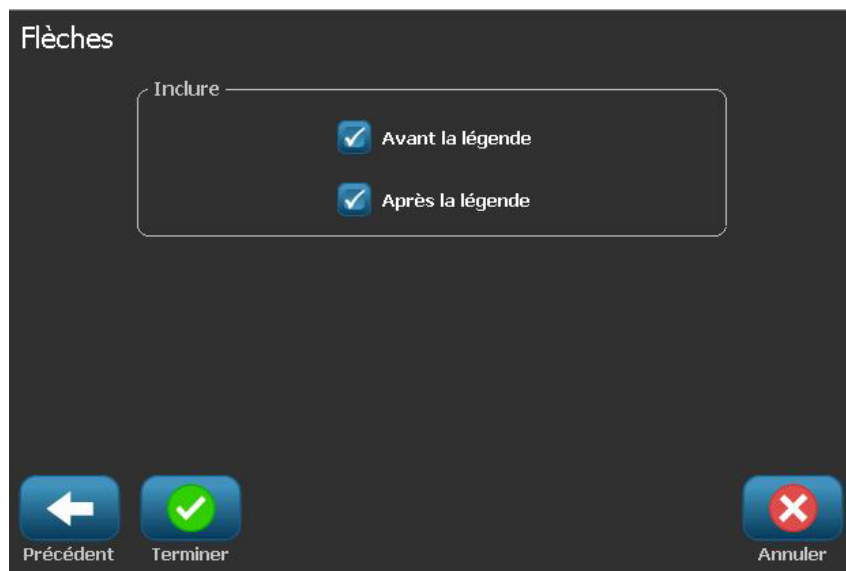 Flèches
Inclure
Avant la légende
Après la légende
Précédent
Terminer
Annuler